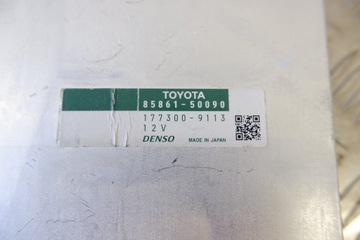 TOYOTA
85861-50090
177300-9113
12V
DENSO MADE IN JAPAN